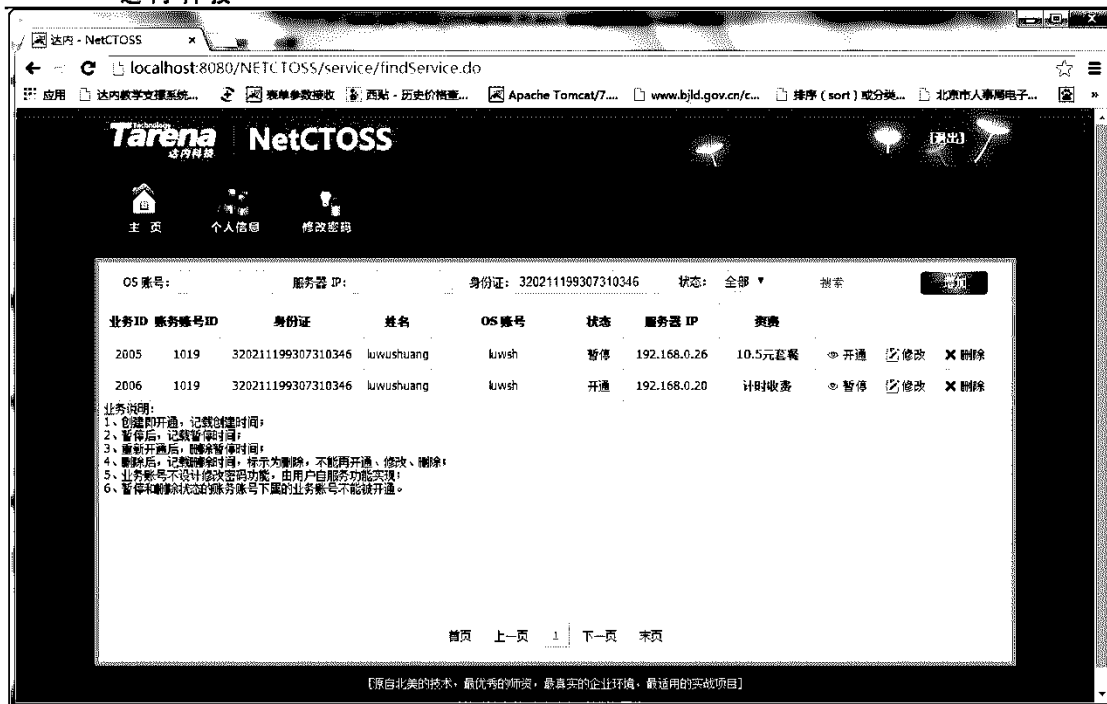 达内科技
达内 - NetCTOSS
localhost:8080/NETCTOSS/service/findService.do
应用 达内教学支撑系统... 表单参数接收 西贴 - 历史价格查... Apache Tomcat/7.... www.bjld.gov.cn/c... 排序（sort）或分类... 北京市人事局电子... »
Technology
Tarena NetCTOSS [退出]
达内科技
主 页 个人信息 修改密码
OS 账号： 服务器 IP： 身份证： 320211199307310346 状态： 全部 ▼ 搜索 增加
业务ID 账务账号ID 身份证 姓名 OS 账号 状态 服务器 IP 资费
2005 1019 320211199307310346 luwushuang luwsh 暂停 192.168.0.26 10.5元套餐 开通 修改 删除
2006 1019 320211199307310346 luwushuang luwsh 开通 192.168.0.20 计时收费 暂停 修改 删除
业务说明：
1、创建即开通，记载创建时间；
2、暂停后，记载暂停时间；
3、重新开通后，删除暂停时间；
4、删除后，记载删除时间，标示为删除，不能再开通、修改、删除；
5、业务账号不设计修改密码功能，由用户自服务功能实现；
6、暂停和删除状态的账务账号下属的业务账号不能被开通。
首页 上一页 1 下一页 末页
[源自北美的技术，最优秀的师资，最真实的企业环境，最适用的实战项目]